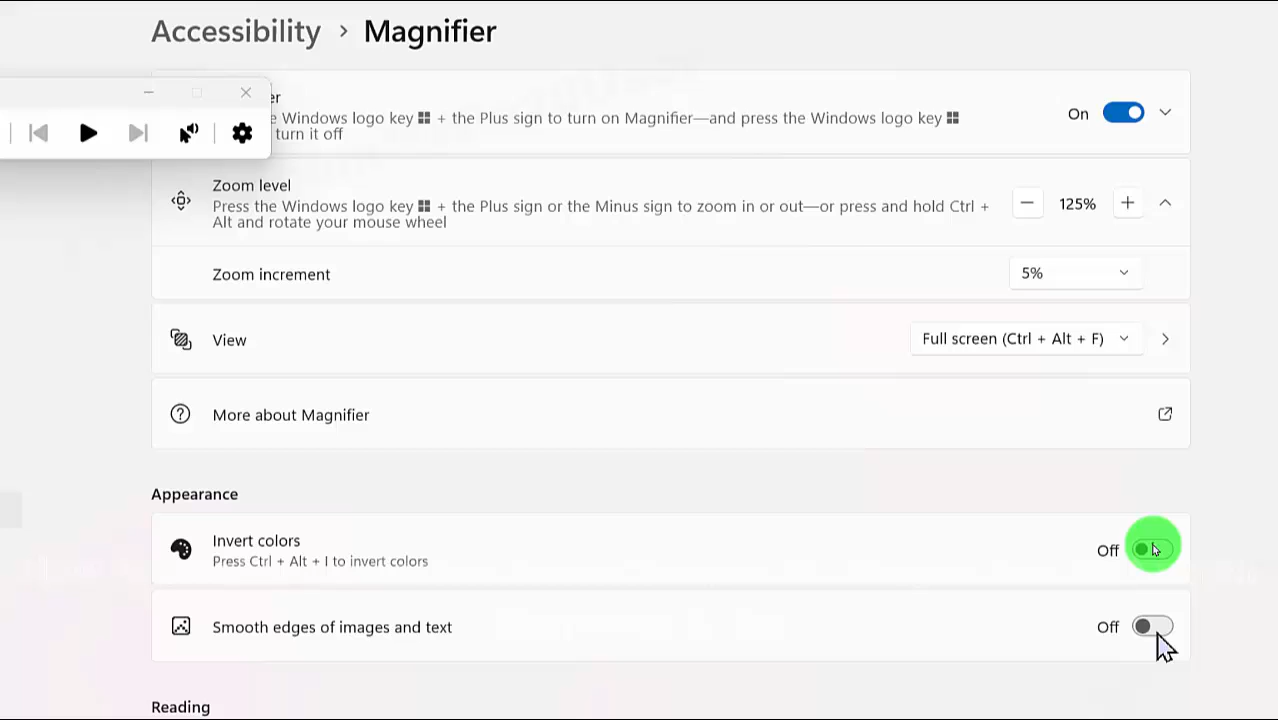 Accessibility > Magnifier
er
e Windows logo key + the Plus sign to turn on Magnifier—and press the Windows logo key
turn it off
On
Zoom level
Press the Windows logo key + the Plus sign or the Minus sign to zoom in or out—or press and hold Ctrl +
Alt and rotate your mouse wheel
125%
Zoom increment
5%
View
Full screen (Ctrl + Alt + F)
More about Magnifier
Appearance
Invert colors
Press Ctrl + Alt + I to invert colors
Off
Smooth edges of images and text
Off
Reading